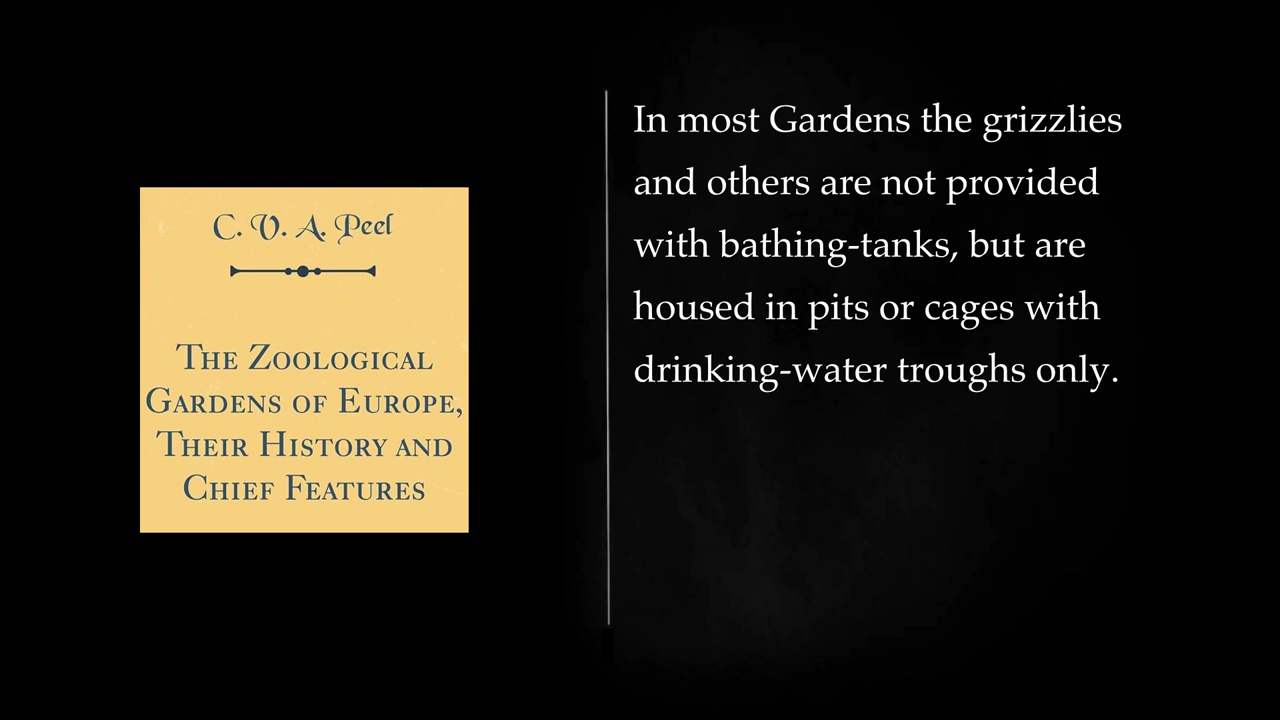 C. V. A. Peel
The Zoological
Gardens of Europe,
Their History and
Chief Features
In most Gardens the grizzlies
and others are not provided
with bathing-tanks, but are
housed in pits or cages with
drinking-water troughs only.